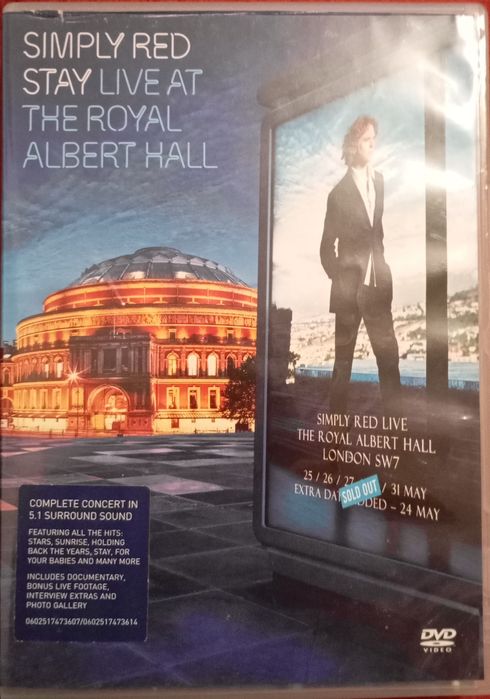 SIMPLY RED
STAY LIVE AT
THE ROYAL
ALBERT HALL
SIMPLY RED LIVE
THE ROYAL ALBERT HALL
LONDON SW7
25 / 26 / 27 / 31 MAY
SOLD OUT
EXTRA DA DDED – 24 MAY
COMPLETE CONCERT IN
5.1 SURROUND SOUND
FEATURING ALL THE HITS:
STARS, SUNRISE, HOLDING
BACK THE YEARS, STAY, FOR
YOUR BABIES AND MANY MORE
INCLUDES DOCUMENTARY,
BONUS LIVE FOOTAGE,
INTERVIEW EXTRAS AND
PHOTO GALLERY
0602517473607/0602517473614
DVD
VIDEO